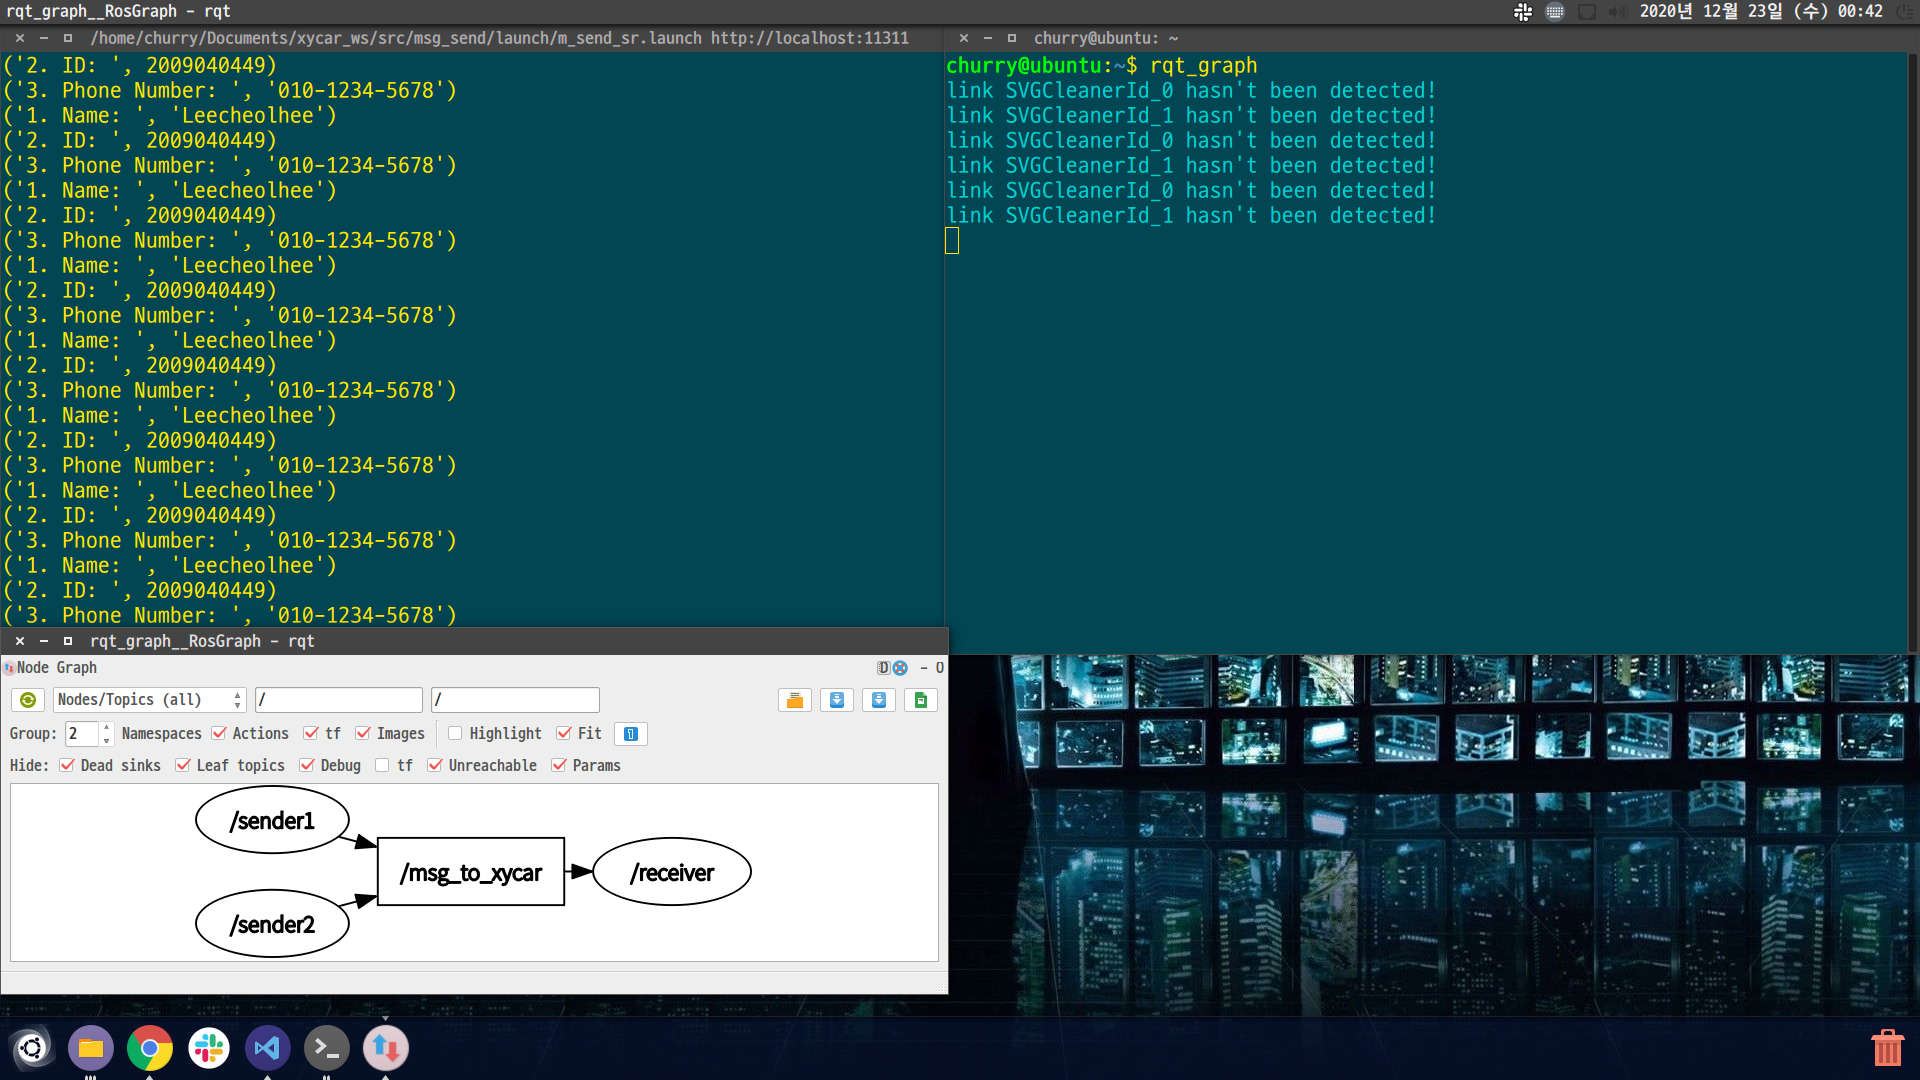 rqt_graph__RosGraph - rqt
2020년 12월 23일 (수) 00:42
/home/churry/Documents/xycar_ws/src/msg_send/launch/m_send_sr.launch http://localhost:11311
('2. ID: ', 2009040449)
('3. Phone Number: ', '010-1234-5678')
('1. Name: ', 'Leecheolhee')
('2. ID: ', 2009040449)
('3. Phone Number: ', '010-1234-5678')
('1. Name: ', 'Leecheolhee')
('2. ID: ', 2009040449)
('3. Phone Number: ', '010-1234-5678')
('1. Name: ', 'Leecheolhee')
('2. ID: ', 2009040449)
('3. Phone Number: ', '010-1234-5678')
('1. Name: ', 'Leecheolhee')
('2. ID: ', 2009040449)
('3. Phone Number: ', '010-1234-5678')
('1. Name: ', 'Leecheolhee')
('2. ID: ', 2009040449)
('3. Phone Number: ', '010-1234-5678')
('1. Name: ', 'Leecheolhee')
('2. ID: ', 2009040449)
('3. Phone Number: ', '010-1234-5678')
('1. Name: ', 'Leecheolhee')
('2. ID: ', 2009040449)
('3. Phone Number: ', '010-1234-5678')
churry@ubuntu: ~
churry@ubuntu:~$ rqt_graph
link SVGCleanerId_0 hasn't been detected!
link SVGCleanerId_1 hasn't been detected!
link SVGCleanerId_0 hasn't been detected!
link SVGCleanerId_1 hasn't been detected!
link SVGCleanerId_0 hasn't been detected!
link SVGCleanerId_1 hasn't been detected!
rqt_graph__RosGraph - rqt
Node Graph
D - O
Nodes/Topics (all) / /
Group: 2 Namespaces Actions tf Images Highlight Fit
Hide: Dead sinks Leaf topics Debug tf Unreachable Params
/sender1
/msg_to_xycar
/receiver
/sender2